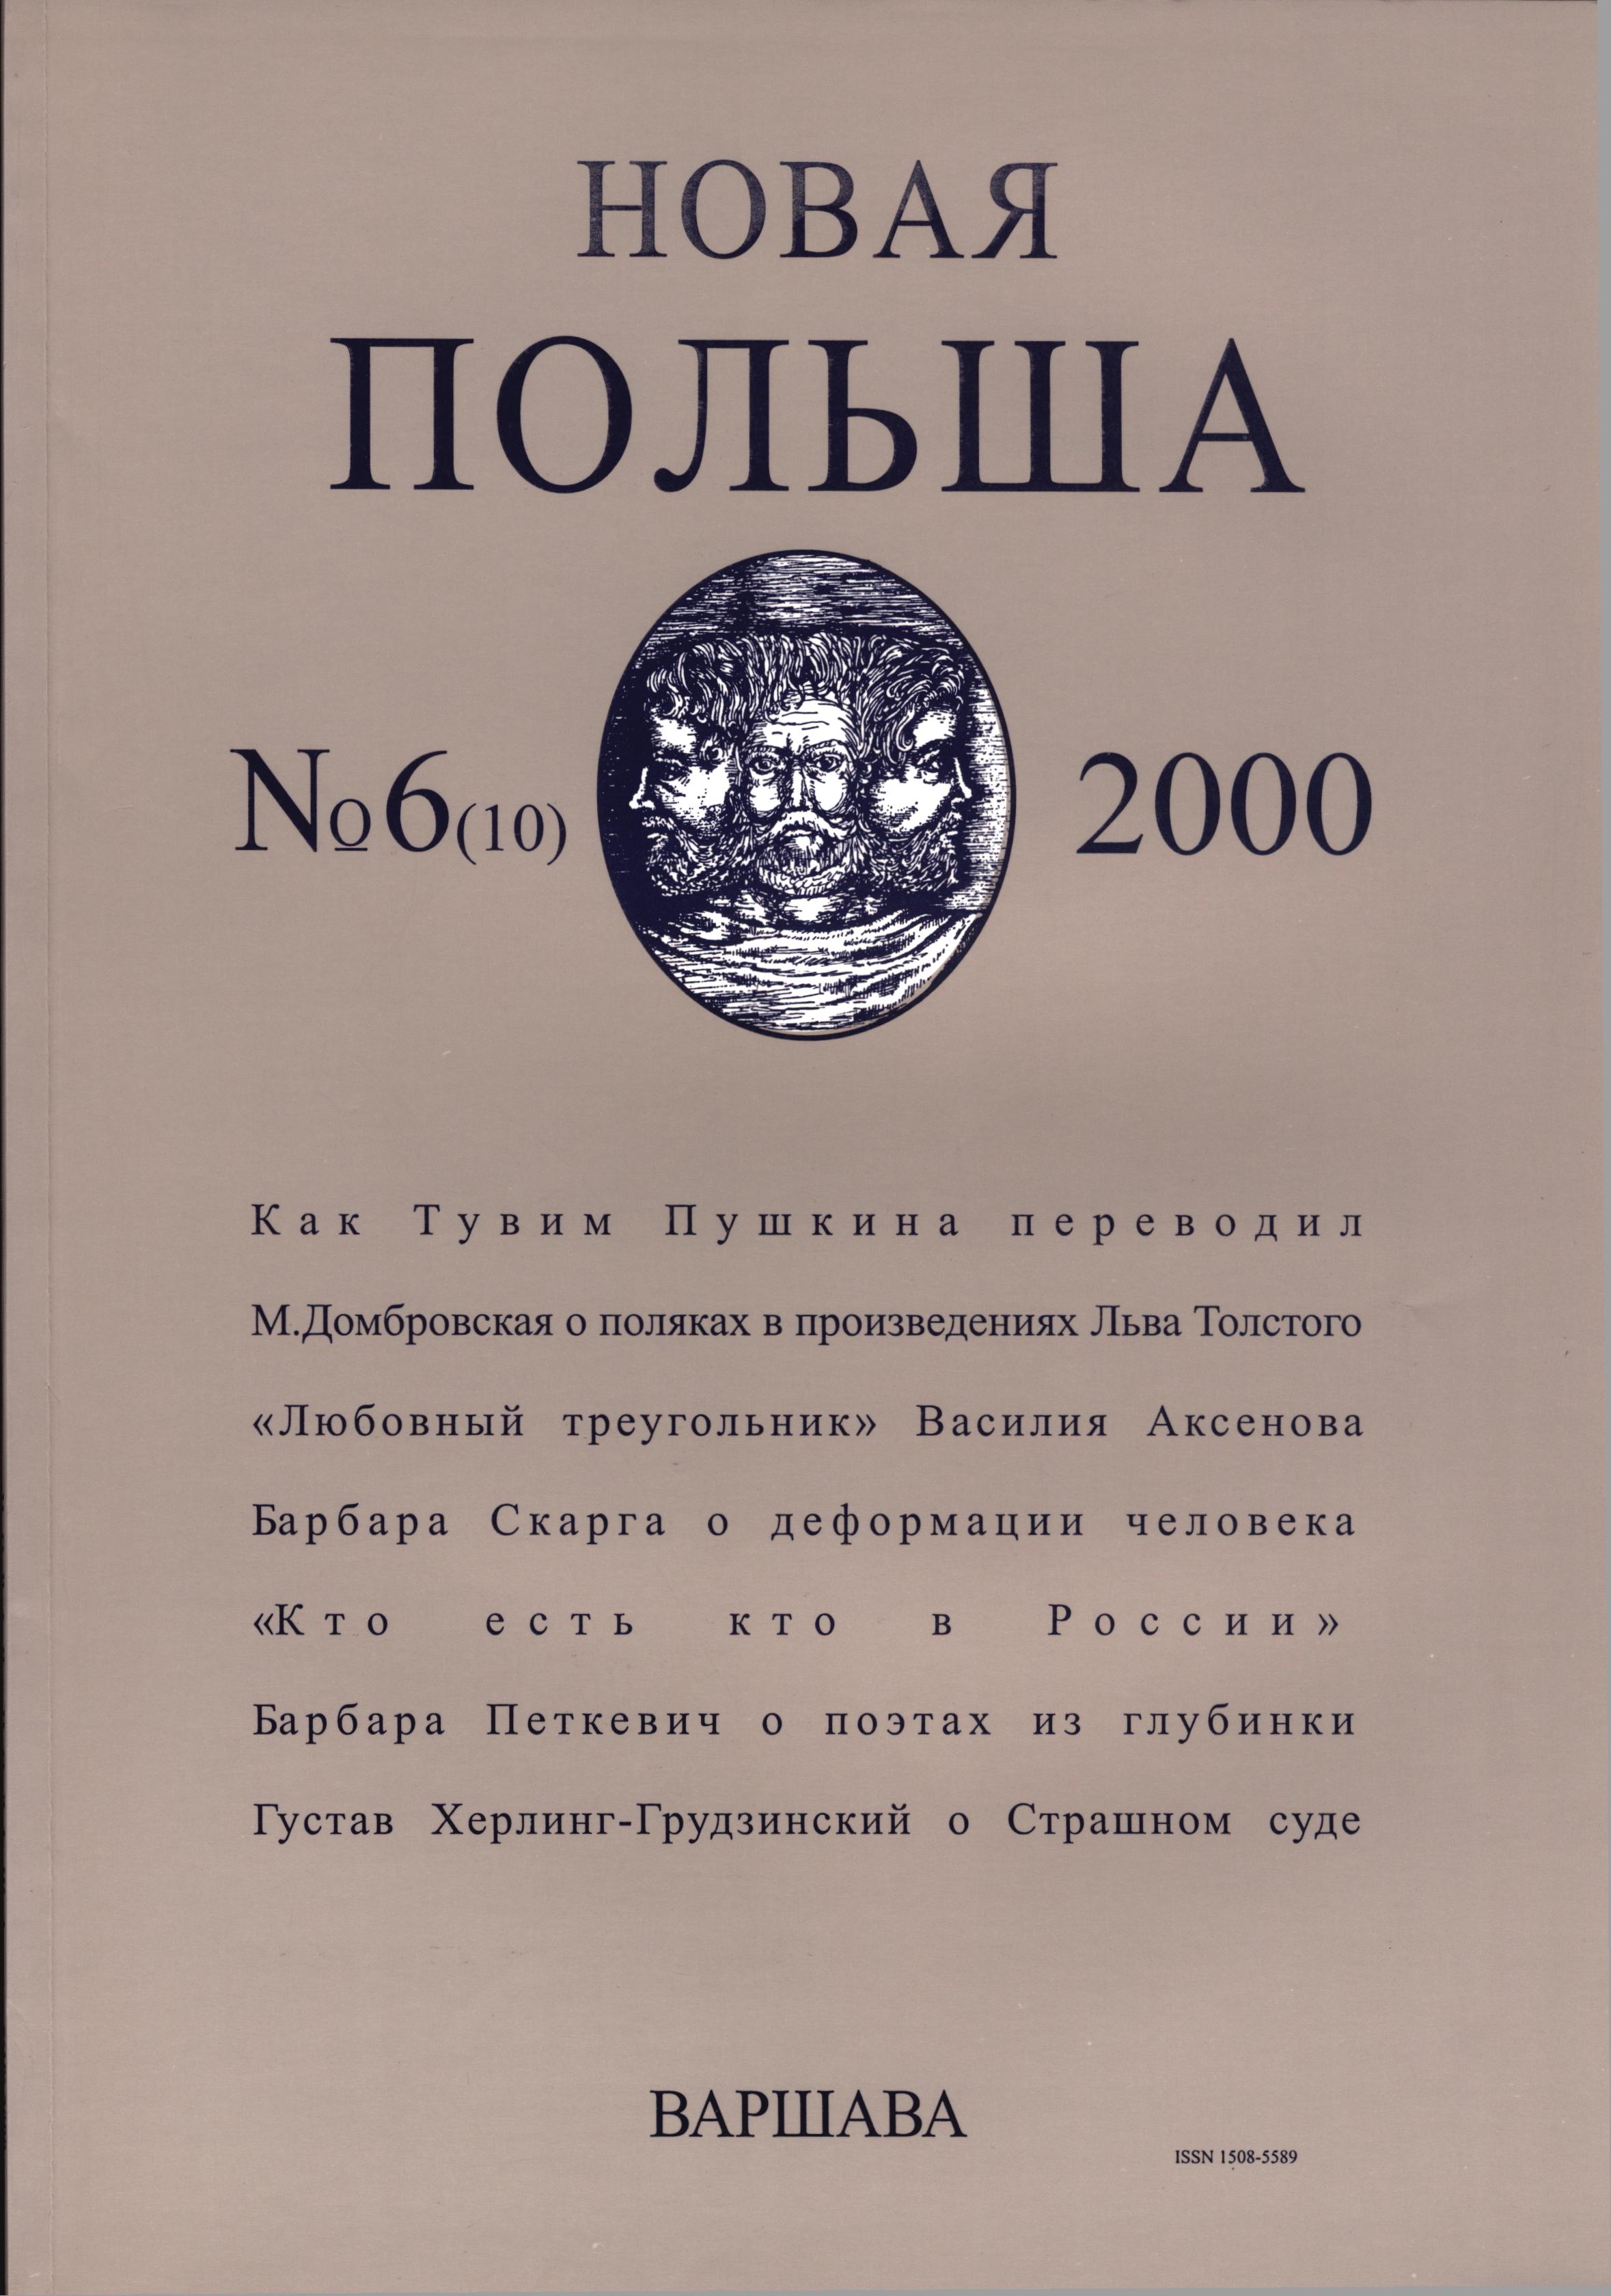 НОВАЯ
ПОЛЬША
№6(10) 2000
Как Тувим Пушкина переводил
М.Домбровская о поляках в произведениях Льва Толстого
«Любовный треугольник» Василия Аксенова
Барбара Скарга о деформации человека
«Кто есть кто в России»
Барбара Петкевич о поэтах из глубинки
Густав Херлинг-Грудзинский о Страшном суде
ВАРШАВА
ISSN 1508-5589